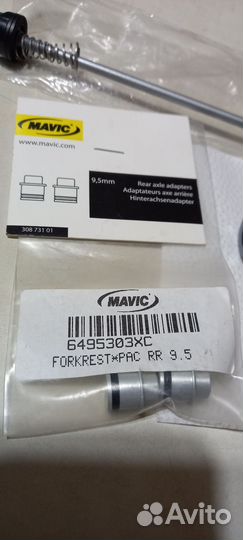 MAVIC
www.mavic.com
9,5mm
Rear axle adapters
Adaptateurs axe arrière
Hinterachsenadapter
308 731 01
MAVIC
6495303XC
FORKREST*PAC RR 9.5
Avito